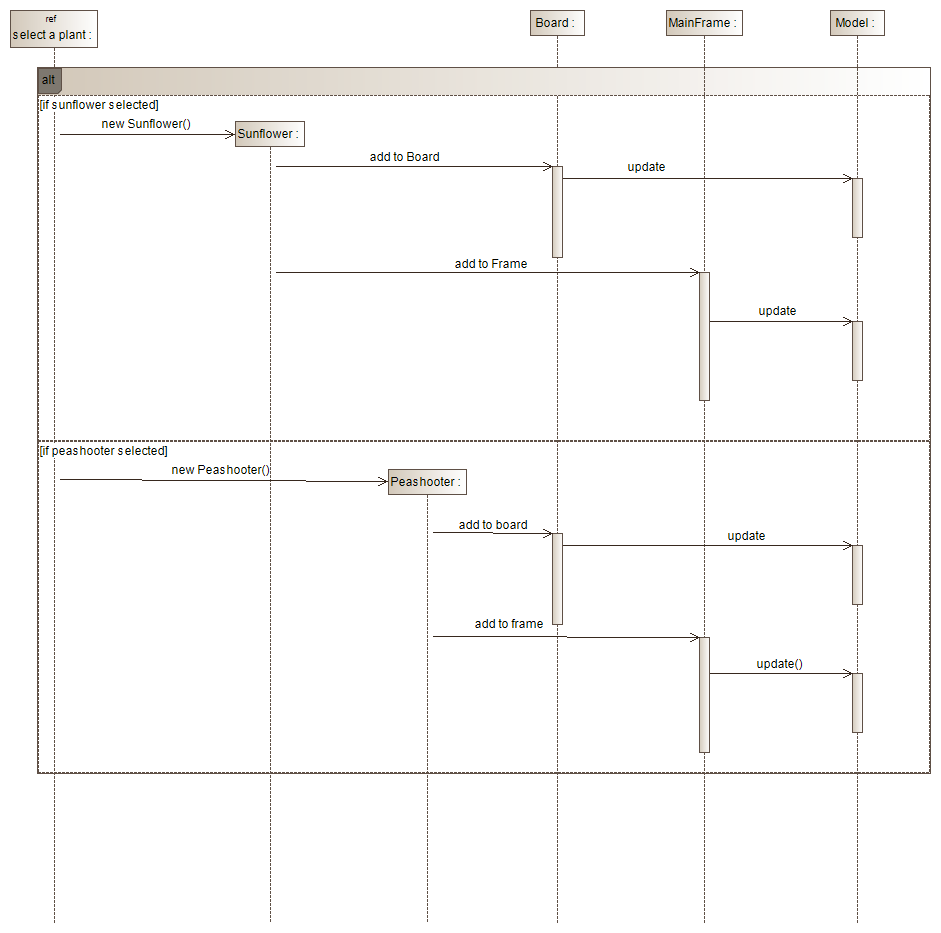 ref
select a plant :
Board :
MainFrame :
Model :
alt
[if sunflower selected]
new Sunflower()
Sunflower :
add to Board
update
add to Frame
update
[if peashooter selected]
new Peashooter()
Peashooter :
add to board
update
add to frame
update()